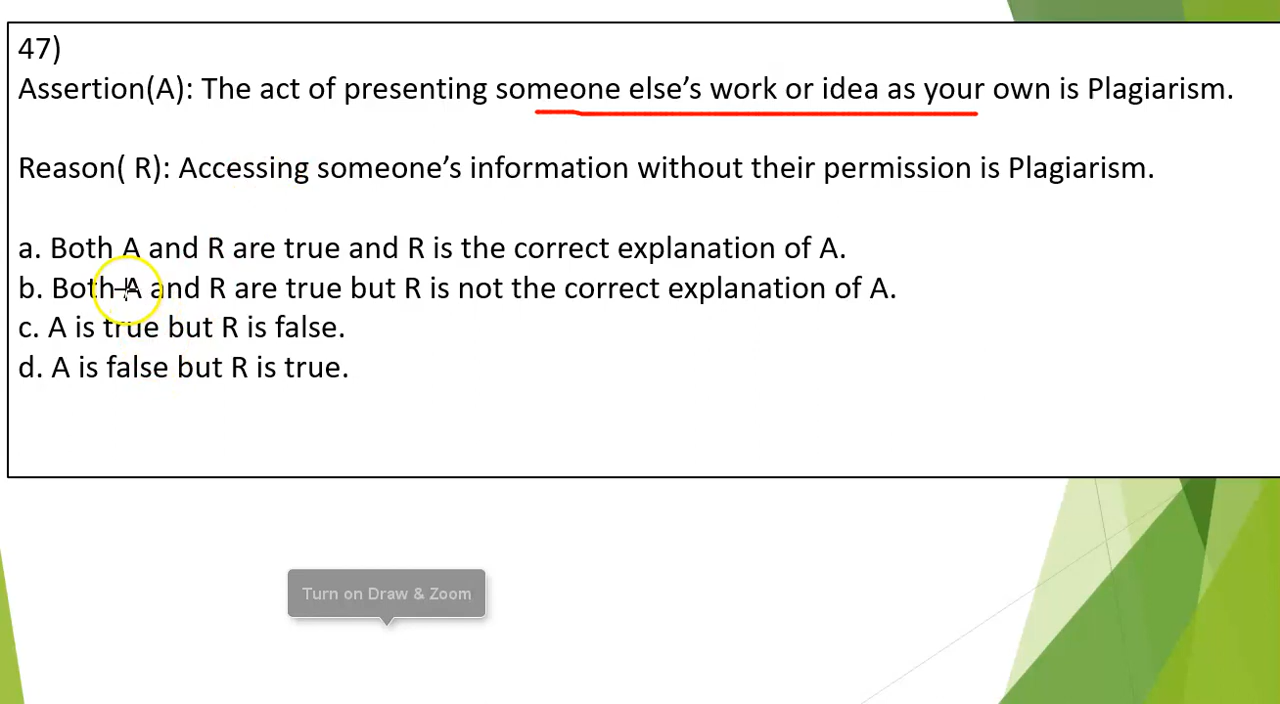 47)
Assertion(A): The act of presenting someone else’s work or idea as your own is Plagiarism.
Reason( R): Accessing someone’s information without their permission is Plagiarism.
a. Both A and R are true and R is the correct explanation of A.
b. Both A and R are true but R is not the correct explanation of A.
c. A is true but R is false.
d. A is false but R is true.
Turn on Draw & Zoom